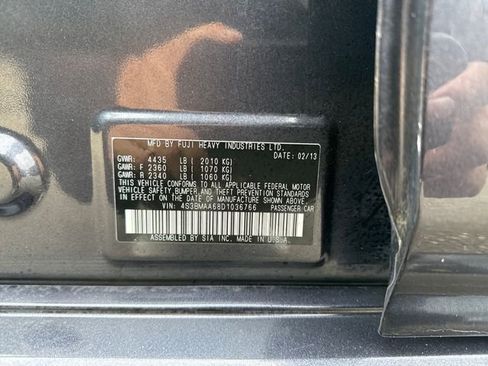 MFD BY FUJI HEAVY INDUSTRIES LTD.
DATE: 02/13
GVWR: 4435 LB (2010 KG)
GAWR: F 2360 LB (1070 KG)
GAWR: R 2340 LB (1060 KG)
THIS VEHICLE CONFORMS TO ALL APPLICABLE FEDERAL MOTOR
VEHICLE SAFETY, BUMPER, AND THEFT PREVENTION STANDARDS
IN EFFECT ON THE DATE OF MANUFACTURE SHOWN ABOVE.
VIN: 4S3BMAA68D1036766 PASSENGER CAR
ASSEMBLED BY SIA INC. MADE IN U.S.A.